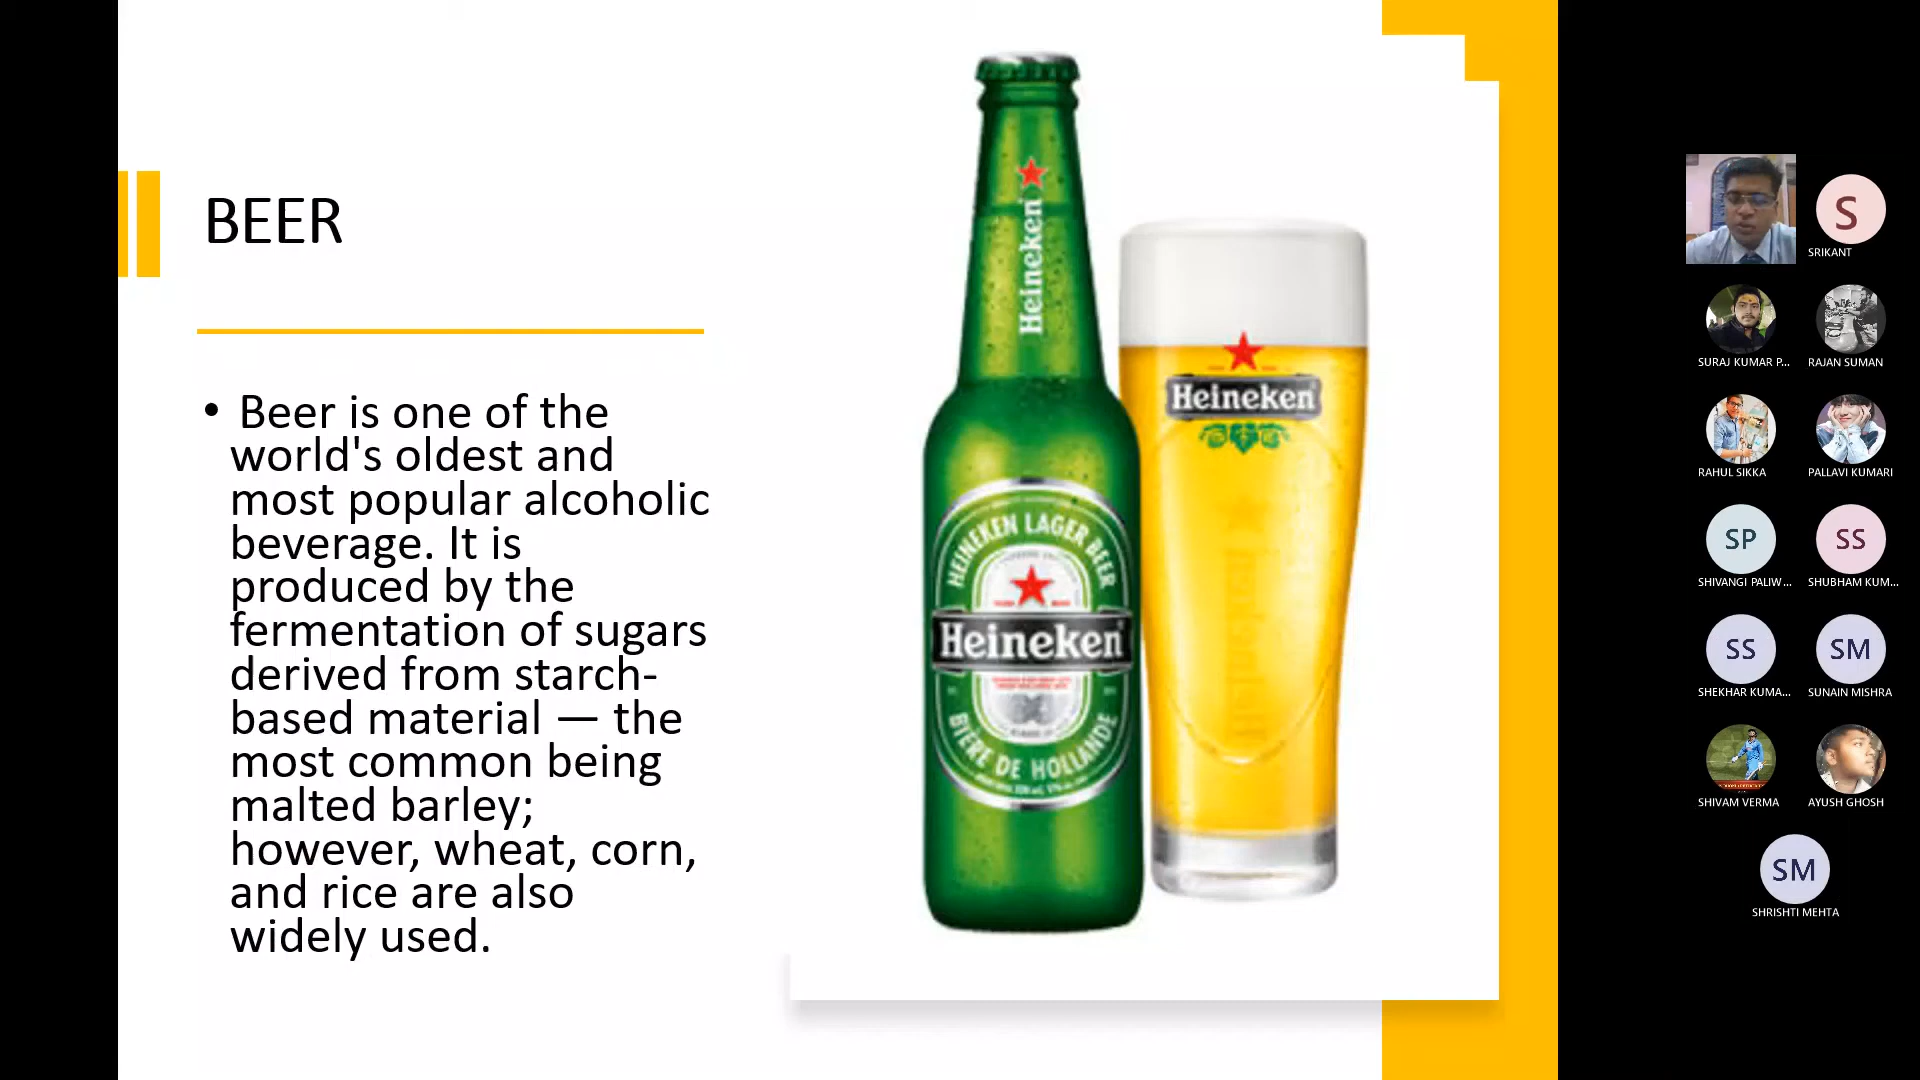 BEER
• Beer is one of the
world's oldest and
most popular alcoholic
beverage. It is
produced by the
fermentation of sugars
derived from starch-
based material — the
most common being
malted barley;
however, wheat, corn,
and rice are also
widely used.
Heineken
HEINEKEN LAGER BEER
Heineken
BIÈRE DE HOLLANDE
Heineken
S
SRIKANT
SURAJ KUMAR P...
RAJAN SUMAN
RAHUL SIKKA
PALLAVI KUMARI
SP
SHIVANGI PALIW...
SS
SHUBHAM KUM...
SS
SHEKHAR KUMA...
SM
SUNAIN MISHRA
SHIVAM VERMA
AYUSH GHOSH
SM
SHRISHTI MEHTA